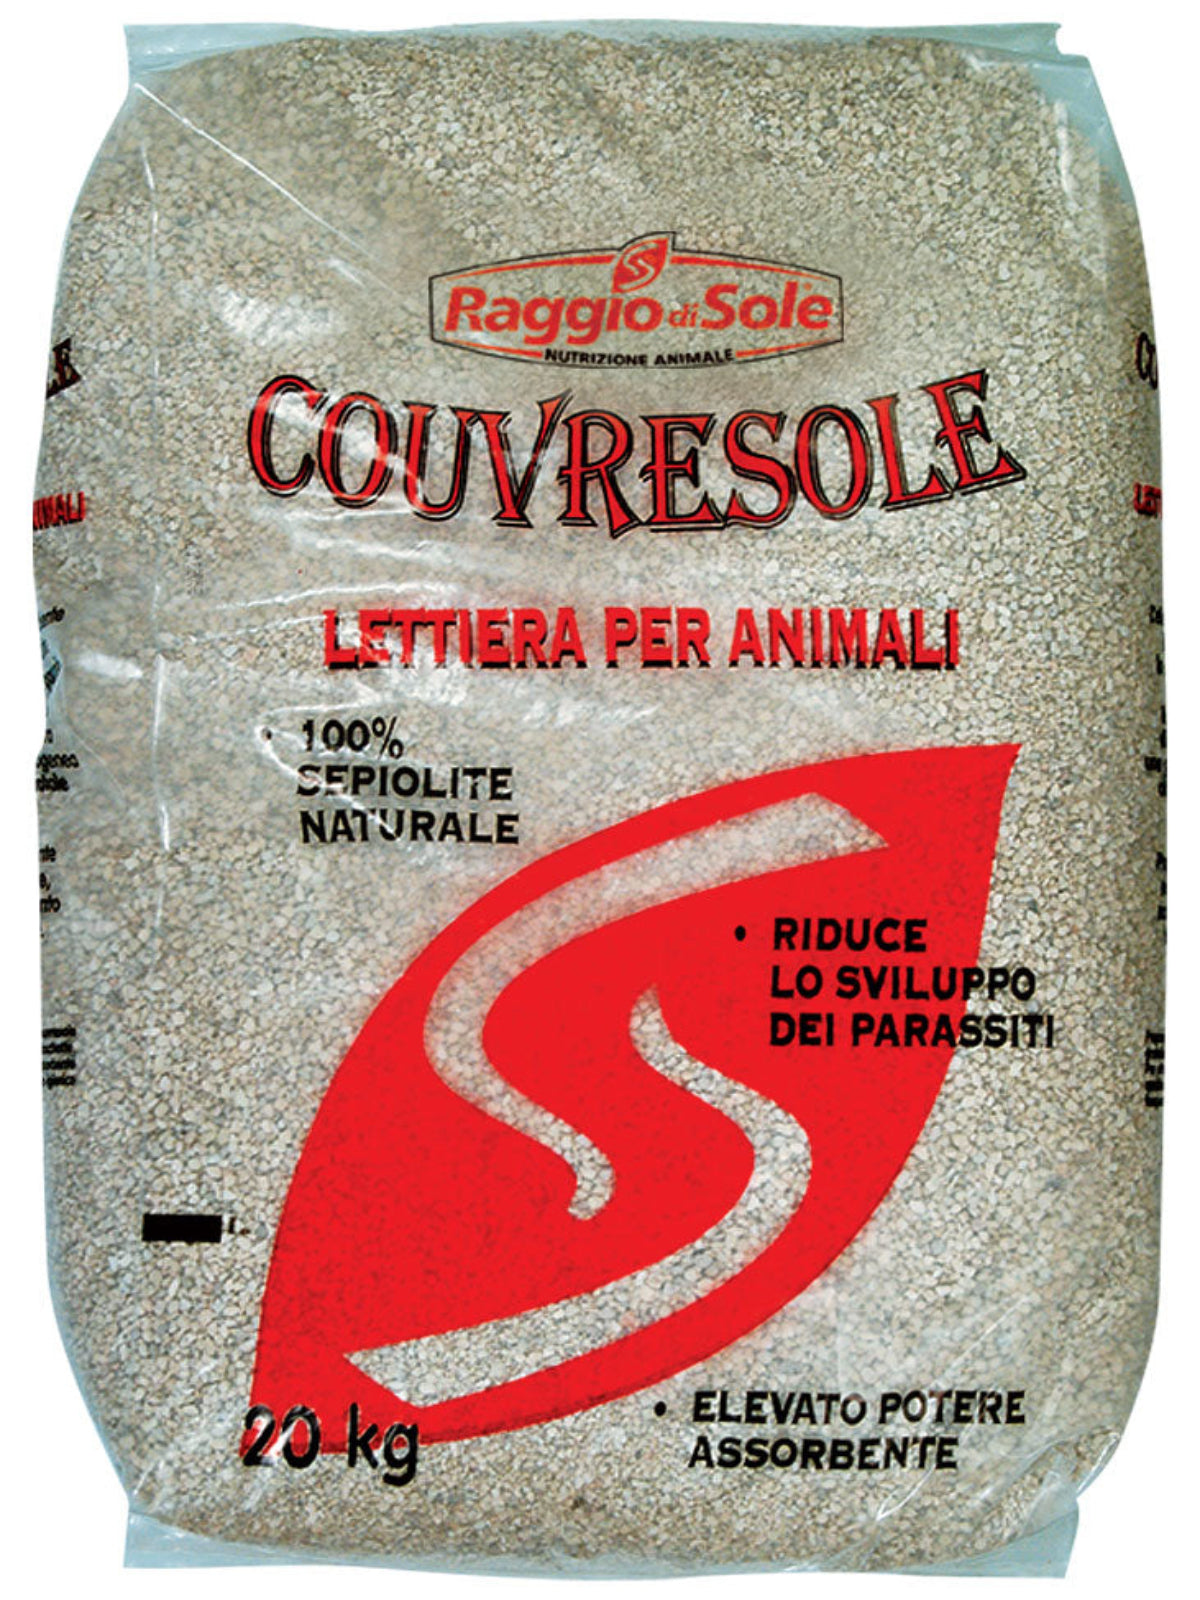 Raggio di Sole
NUTRIZIONE ANIMALE
COUVRESOLE
LETTIERA PER ANIMALI
• 100%
SEPIOLITE
NATURALE
• RIDUCE
LO SVILUPPO
DEI PARASSITI
20 kg
• ELEVATO POTERE
ASSORBENTE